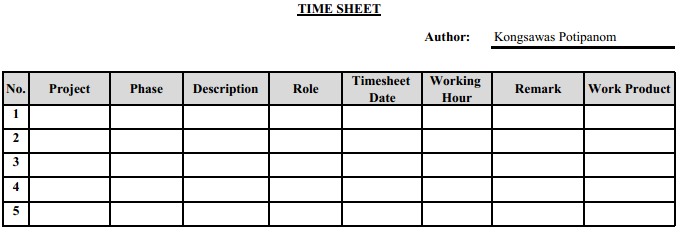 TIME SHEET
Author: Kongsawas Potipanom
No. Project Phase Description Role Timesheet Date Working Hour Remark Work Product
1
2
3
4
5